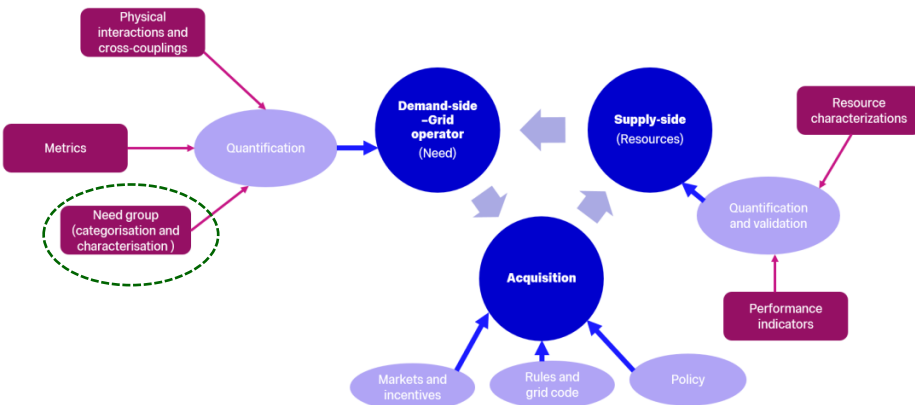 Physical
interactions and
cross-couplings
Demand-side
–Grid
operator
(Need)
Supply-side
(Resources)
Resource
characterizations
Metrics
Quantification
Need group
(categorisation and
characterisation )
Quantification
and validation
Acquisition
Performance
indicators
Markets and
incentives
Rules and
grid code
Policy